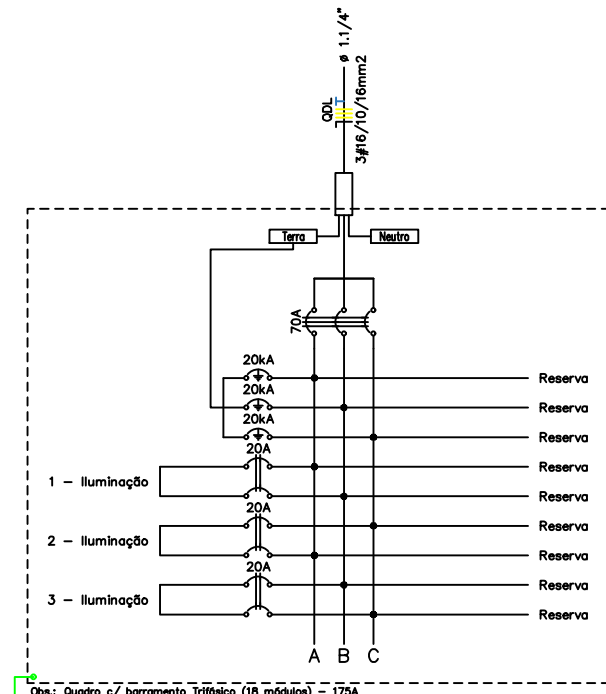 ø 1.1/4"
QDL
3#16/10/16mm2
Terra
Neutro
70A
20kA
Reserva
20kA
Reserva
20kA
Reserva
20A
Reserva
1 - Iluminação
Reserva
20A
Reserva
2 - Iluminação
Reserva
20A
Reserva
3 - Iluminação
Reserva
A B C
Obs.: Quadro c/ barramento Trifásico (18 módulos) - 175A